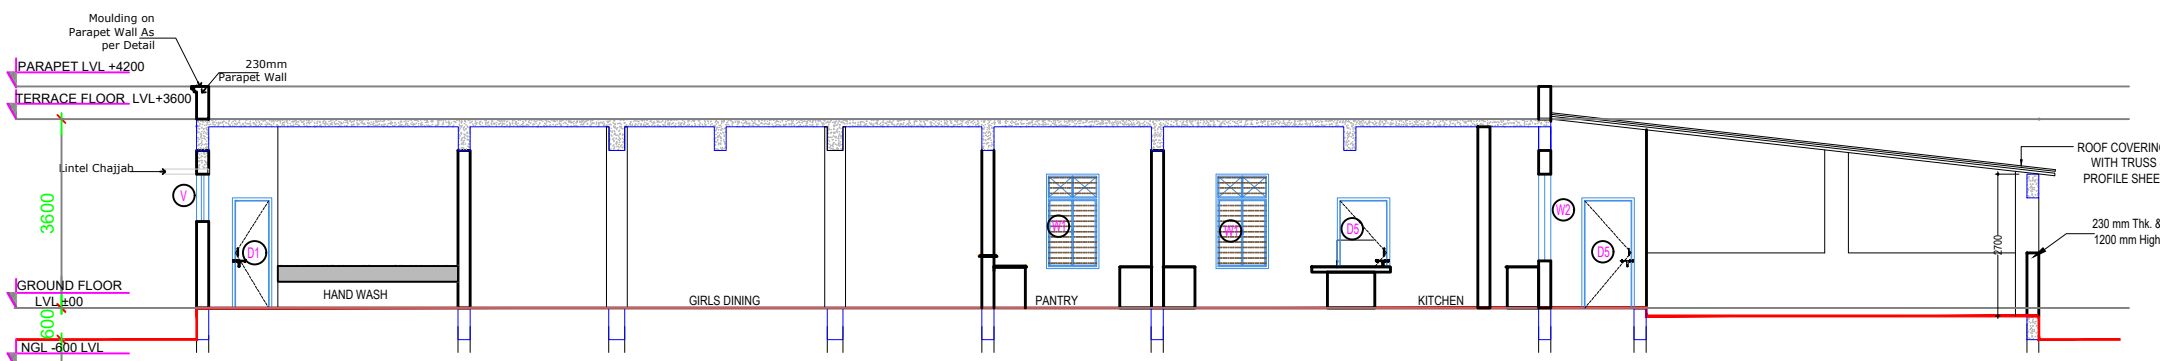 Moulding on
Parapet Wall As
per Detail
PARAPET LVL +4200
230mm
Parapet Wall
TERRACE FLOOR LVL+3600
Lintel Chajjah
V
3600
D1
W1
W1
D5
W2
D5
2700
ROOF COVERING
WITH TRUSS
PROFILE SHEE
230 mm Thk. &
1200 mm High
GROUND FLOOR
LVL ±00
HAND WASH
GIRLS DINING
PANTRY
KITCHEN
600
NGL -600 LVL